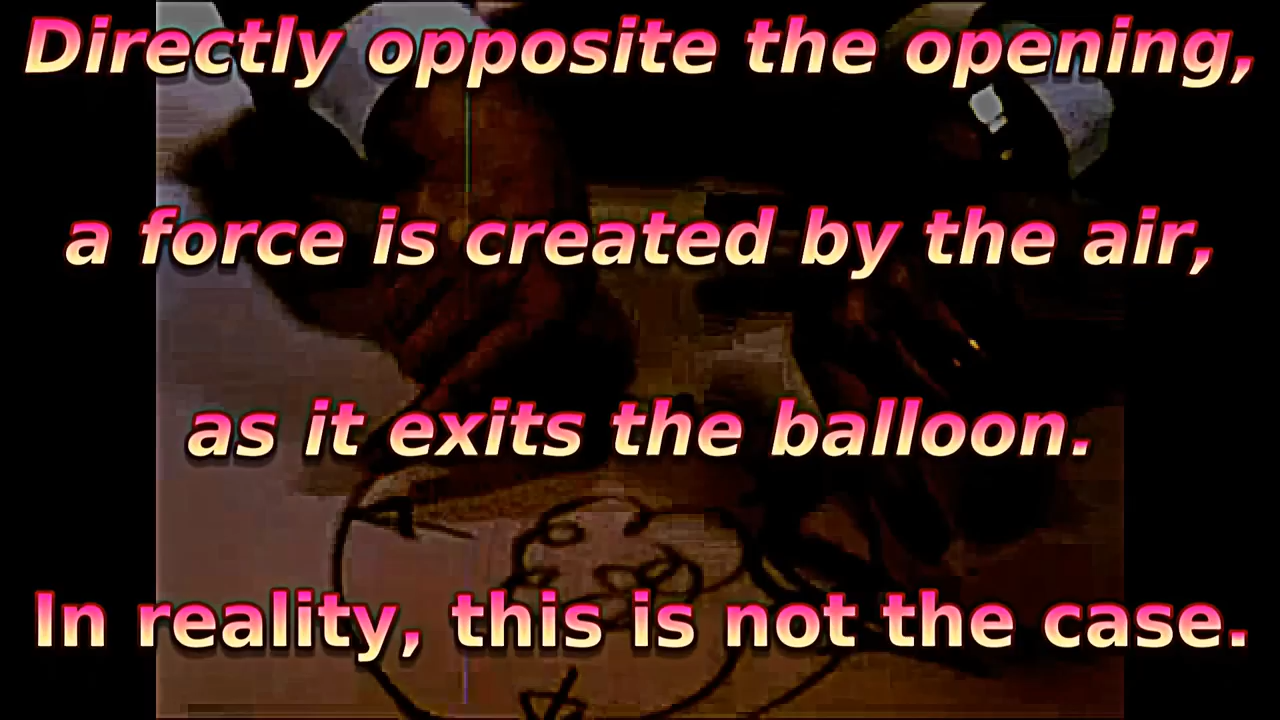 Directly opposite the opening,
a force is created by the air,
as it exits the balloon.
In reality, this is not the case.